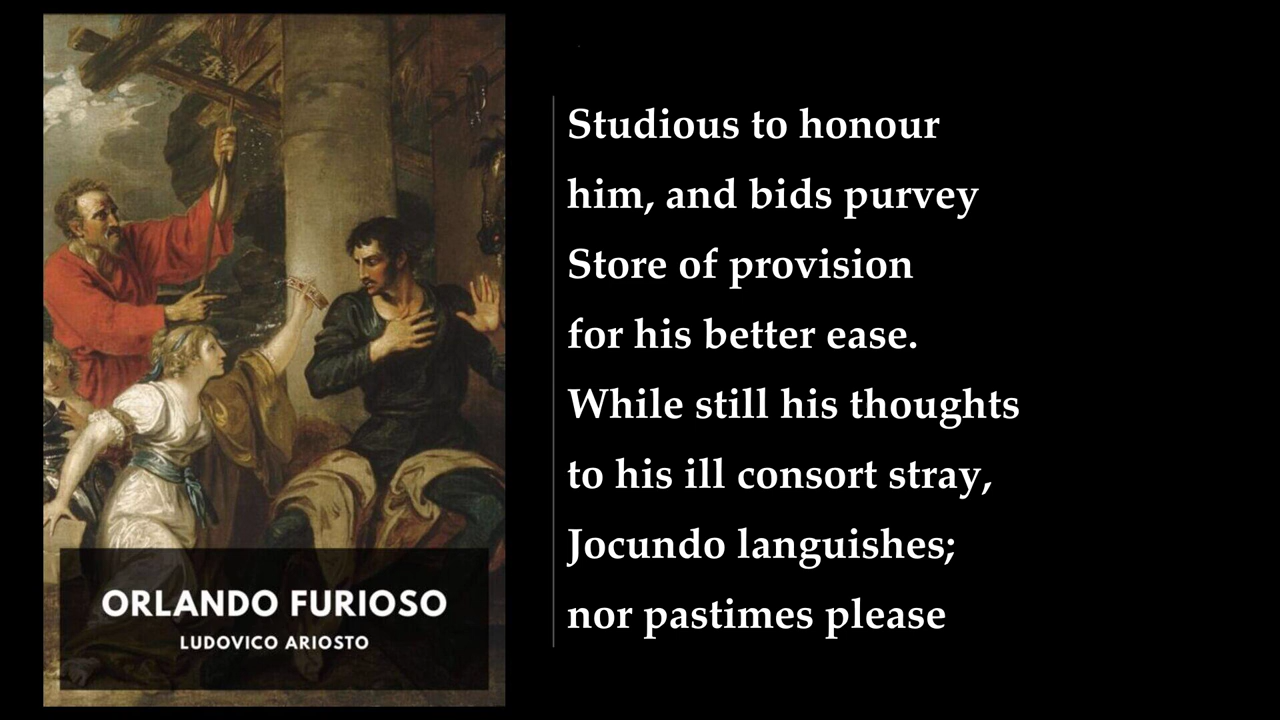 ORLANDO FURIOSO
LUDOVICO ARIOSTO
Studious to honour
him, and bids purvey
Store of provision
for his better ease.
While still his thoughts
to his ill consort stray,
Jocundo languishes;
nor pastimes please